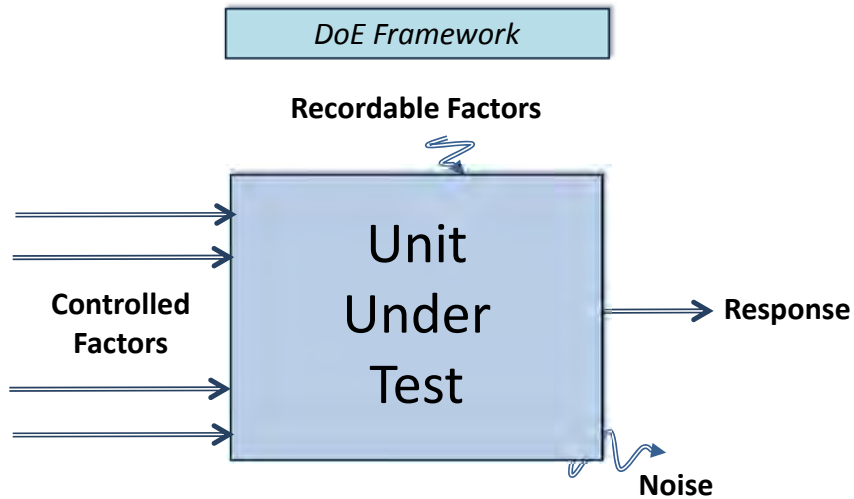 DoE Framework
Recordable Factors
Controlled
Factors
Unit
Under
Test
Response
Noise